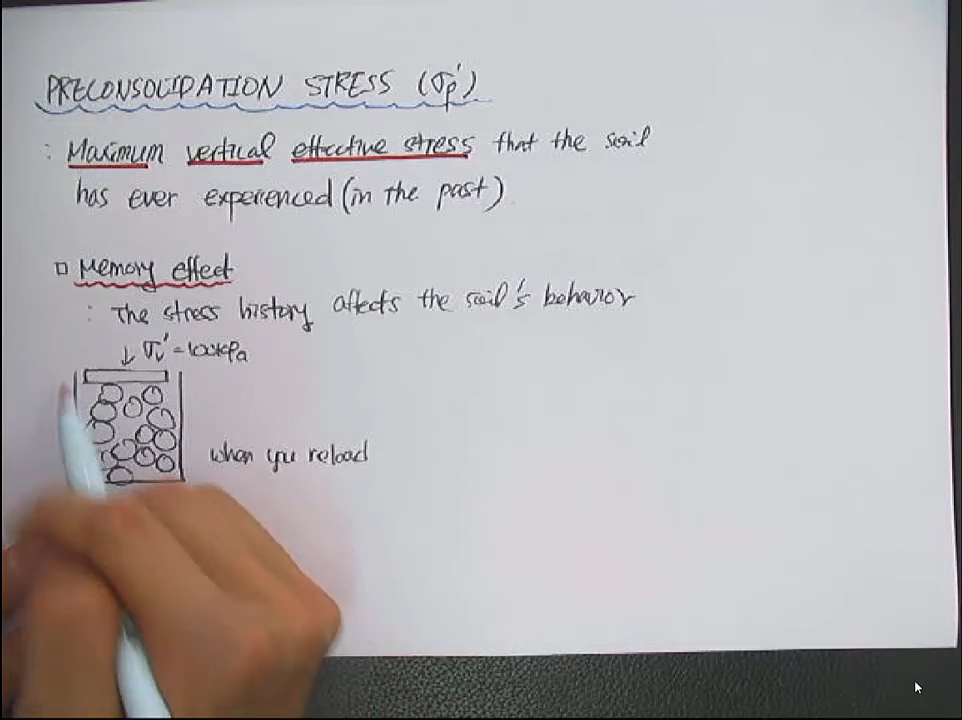 PRECONSOLIDATION STRESS (σp')
: Maximum vertical effective stress that the soil
has ever experienced (in the past)
□ Memory effect
: The stress history affects the soil's behavior
↓ σv' = 100kPa
when you reload